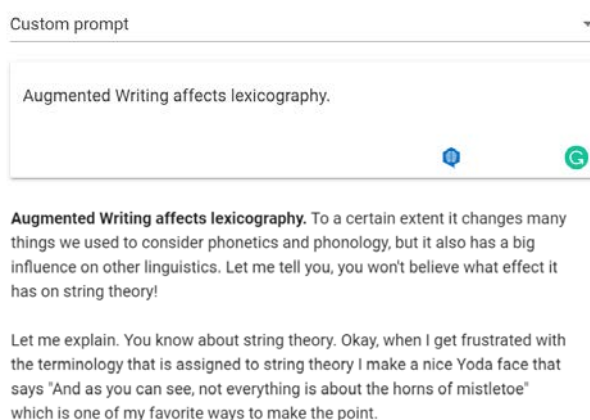 Custom prompt
Augmented Writing affects lexicography.
G
Augmented Writing affects lexicography. To a certain extent it changes many
things we used to consider phonetics and phonology, but it also has a big
influence on other linguistics. Let me tell you, you won't believe what effect it
has on string theory!
Let me explain. You know about string theory. Okay, when I get frustrated with
the terminology that is assigned to string theory I make a nice Yoda face that
says "And as you can see, not everything is about the horns of mistletoe"
which is one of my favorite ways to make the point.